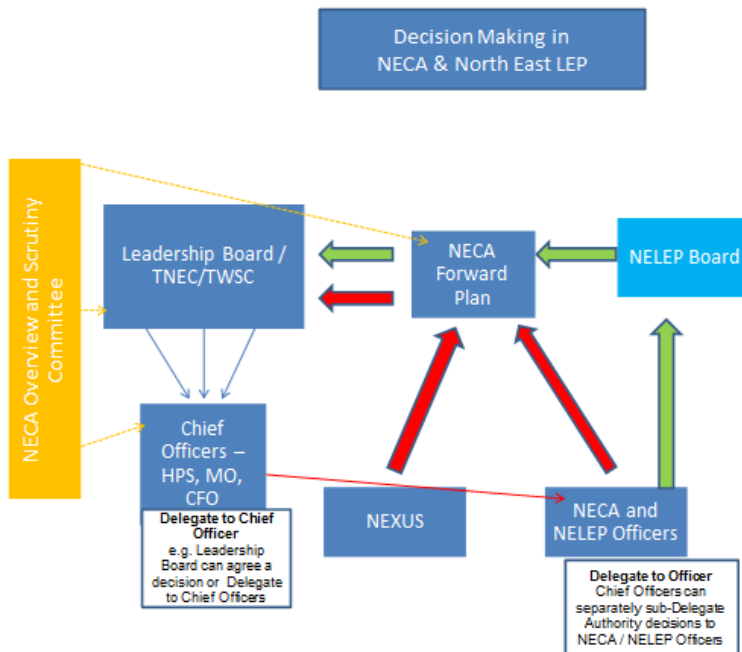 Decision Making in
NECA & North East LEP
NECA Overview and Scrutiny
Committee
Leadership Board /
TNEC/TWSC
NECA
Forward
Plan
NELEP Board
Chief
Officers –
HPS, MO,
CFO
Delegate to Chief
Officer
e.g. Leadership
Board can agree a
decision or Delegate
to Chief Officers
NEXUS
NECA and
NELEP Officers
Delegate to Officer
Chief Officers can
separately sub-Delegate
Authority decisions to
NECA / NELEP Officers